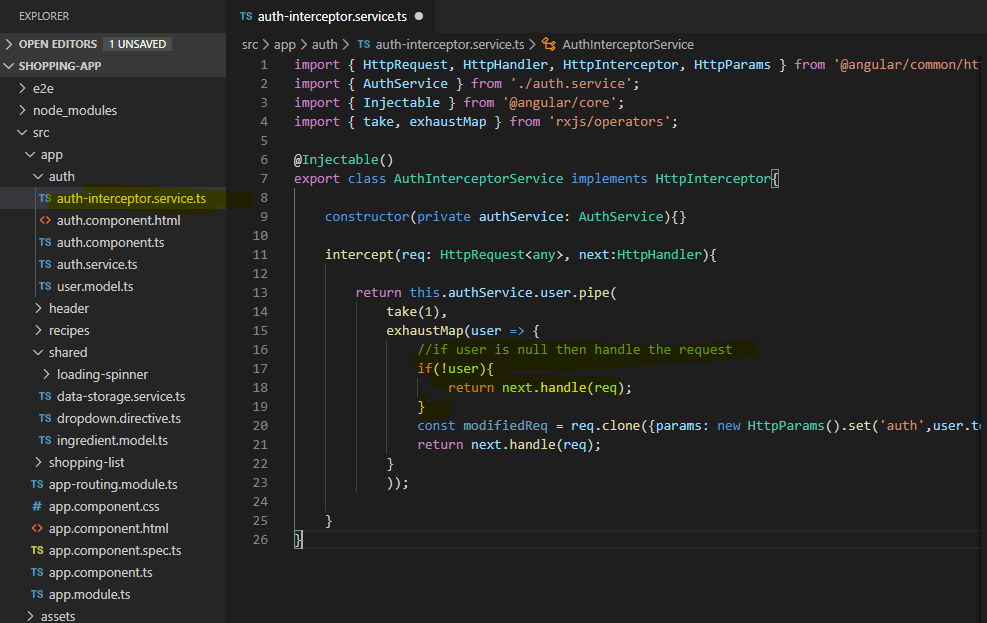 EXPLORER
OPEN EDITORS 1 UNSAVED
SHOPPING-APP
e2e
node_modules
src
app
auth
TS auth-interceptor.service.ts
<> auth.component.html
TS auth.component.ts
TS auth.service.ts
TS user.model.ts
header
recipes
shared
loading-spinner
TS data-storage.service.ts
TS dropdown.directive.ts
TS ingredient.model.ts
shopping-list
TS app-routing.module.ts
# app.component.css
<> app.component.html
TS app.component.spec.ts
TS app.component.ts
TS app.module.ts
assets
TS auth-interceptor.service.ts
src > app > auth > TS auth-interceptor.service.ts > AuthInterceptorService
1 import { HttpRequest, HttpHandler, HttpInterceptor, HttpParams } from '@angular/common/ht
2 import { AuthService } from './auth.service';
3 import { Injectable } from '@angular/core';
4 import { take, exhaustMap } from 'rxjs/operators';
5
6 @Injectable()
7 export class AuthInterceptorService implements HttpInterceptor{
8
9 constructor(private authService: AuthService){}
10
11 intercept(req: HttpRequest<any>, next:HttpHandler){
12
13 return this.authService.user.pipe(
14 take(1),
15 exhaustMap(user => {
16 //if user is null then handle the request
17 if(!user){
18 return next.handle(req);
19 }
20 const modifiedReq = req.clone({params: new HttpParams().set('auth',user.to
21 return next.handle(req);
22 }
23 ));
24
25 }
26 }